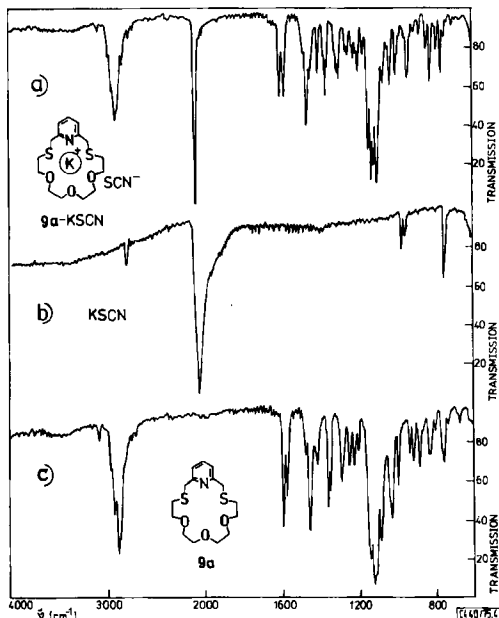 a)
80
60
40
20
TRANSMISSION
N
S S
K
+
O O
O
SCN⁻
9a-KSCN
b) KSCN
80
60
40
20
TRANSMISSION
c)
80
60
40
20
TRANSMISSION
N
S S
O O
O
9a
4000 3000 2000 1600 1200 800
ν̃ (cm⁻¹)